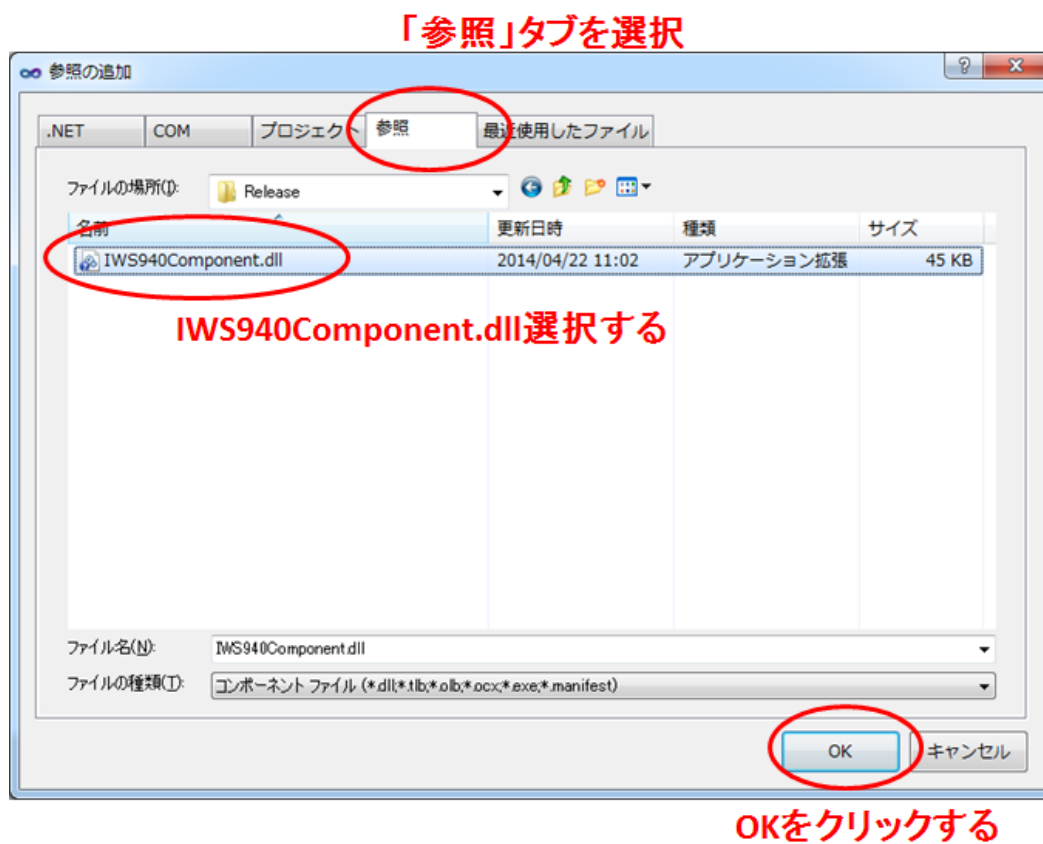 「参照」タブを選択
参照の追加
.NET COM プロジェクト 参照 最近使用したファイル
ファイルの場所(I): Release
名前 更新日時 種類 サイズ
IWS940Component.dll 2014/04/22 11:02 アプリケーション拡張 45 KB
IWS940Component.dll選択する
ファイル名(N): IWS940Component.dll
ファイルの種類(T): コンポーネント ファイル (*.dll;*.tlb;*.olb;*.ocx;*.exe;*.manifest)
OK キャンセル
OKをクリックする